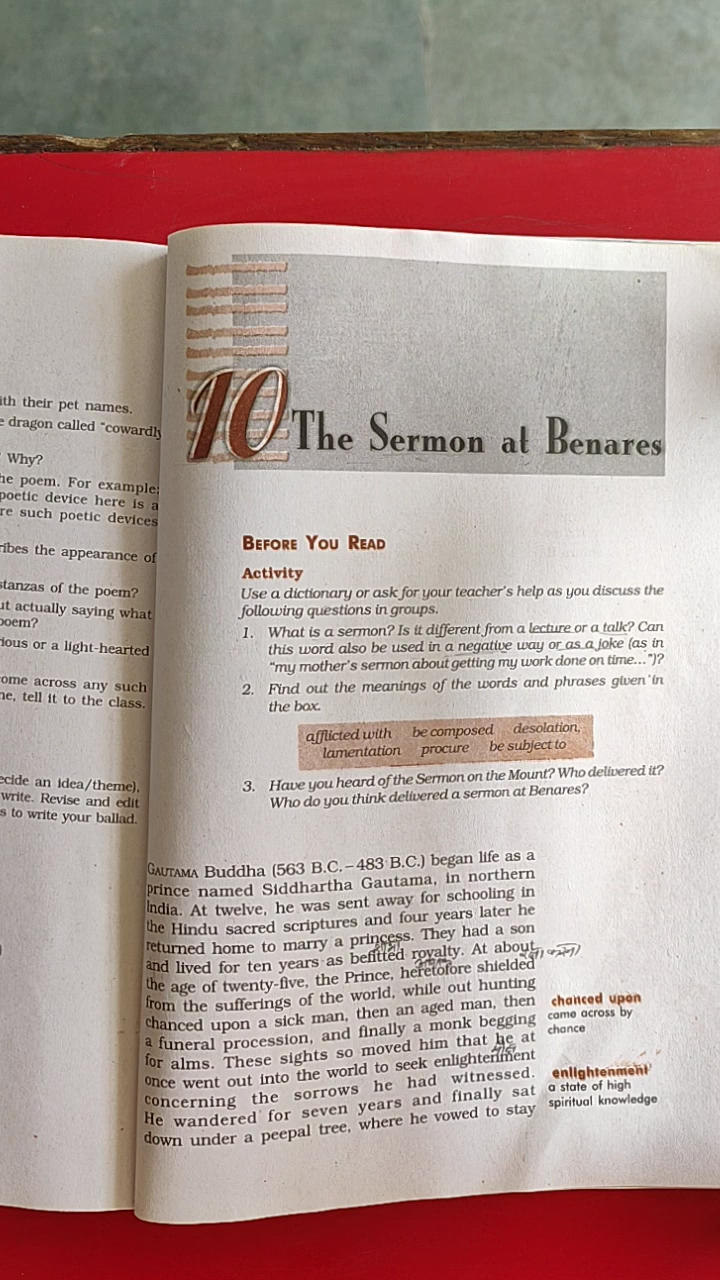 ith their pet names.
e dragon called "cowardly
Why?
he poem. For example:
poetic device here is a
re such poetic devices
ribes the appearance of
stanzas of the poem?
ut actually saying what
poem?
ious or a light-hearted
ome across any such
ne, tell it to the class.
ecide an idea/theme),
write. Revise and edit
s to write your ballad.
10 The Sermon at Benares
BEFORE YOU READ
Activity
Use a dictionary or ask for your teacher's help as you discuss the
following questions in groups.
1. What is a sermon? Is it different from a lecture or a talk? Can
this word also be used in a negative way or as a joke (as in
"my mother's sermon about getting my work done on time...")?
2. Find out the meanings of the words and phrases given in
the box.
afflicted with be composed desolation,
lamentation procure be subject to
3. Have you heard of the Sermon on the Mount? Who delivered it?
Who do you think delivered a sermon at Benares?
GAUTAMA Buddha (563 B.C.–483 B.C.) began life as a
prince named Siddhartha Gautama, in northern
India. At twelve, he was sent away for schooling in
the Hindu sacred scriptures and four years later he
returned home to marry a princess. They had a son
and lived for ten years as befitted royalty. At about
the age of twenty-five, the Prince, heretofore shielded
from the sufferings of the world, while out hunting
chanced upon a sick man, then an aged man, then
a funeral procession, and finally a monk begging
for alms. These sights so moved him that he at
once went out into the world to seek enlightenment
concerning the sorrows he had witnessed.
He wandered for seven years and finally sat
down under a peepal tree, where he vowed to stay
chanced upon
came across by
chance
enlightenment
a state of high
spiritual knowledge